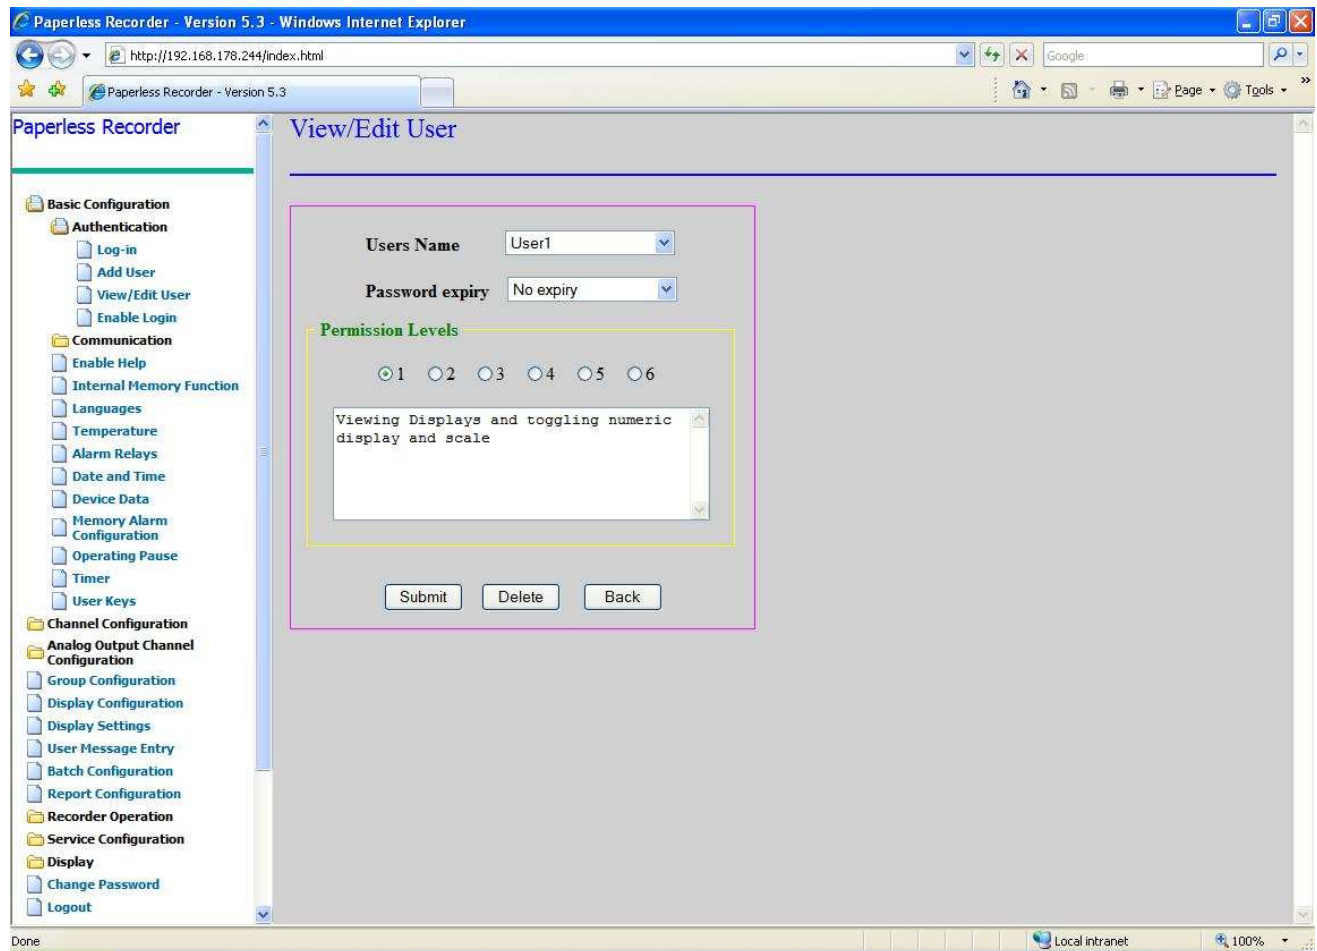 Paperless Recorder - Version 5.3 - Windows Internet Explorer
http://192.168.178.244/index.html
Google
Paperless Recorder - Version 5.3
Page
Tools
Paperless Recorder
Basic Configuration
Authentication
Log-in
Add User
View/Edit User
Enable Login
Communication
Enable Help
Internal Memory Function
Languages
Temperature
Alarm Relays
Date and Time
Device Data
Memory Alarm
Configuration
Operating Pause
Timer
User Keys
Channel Configuration
Analog Output Channel
Configuration
Group Configuration
Display Configuration
Display Settings
User Message Entry
Batch Configuration
Report Configuration
Recorder Operation
Service Configuration
Display
Change Password
Logout
View/Edit User
Users Name User1
Password expiry No expiry
Permission Levels
1 2 3 4 5 6
Viewing Displays and toggling numeric
display and scale
Submit Delete Back
Done Local intranet 100%